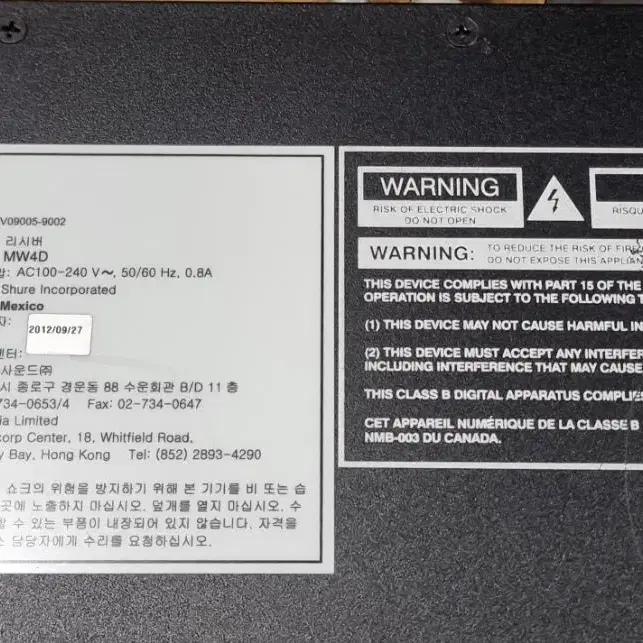 V09005-9002
리시버
MW4D
압: AC100-240 V~, 50/60 Hz, 0.8A
Shure Incorporated
Mexico
자:
2012/09/27
센터:
사운드㈜
시 종로구 경운동 88 수운회관 B/D 11 층
734-0653/4 Fax: 02-734-0647
ia Limited
corp Center, 18, Whitfield Road,
y Bay, Hong Kong Tel: (852) 2893-4290
쇼크의 위험을 방지하기 위해 본 기기를 비 또는 습
곳에 노출하지 마십시오. 덮개를 열지 마십시오. 수
할 수 있는 부품이 내장되어 있지 않습니다. 자격을
담당자에게 수리를 요청하십시오.
WARNING
RISK OF ELECTRIC SHOCK
DO NOT OPEN
RISQU
WARNING:
TO REDUCE THE RISK OF FIRE
DO NOT EXPOSE THIS APPLIAN
THIS DEVICE COMPLIES WITH PART 15 OF THE
OPERATION IS SUBJECT TO THE FOLLOWING T
(1) THIS DEVICE MAY NOT CAUSE HARMFUL IN
(2) THIS DEVICE MUST ACCEPT ANY INTERFER
INCLUDING INTERFERENCE THAT MAY CAUSE
THIS CLASS B DIGITAL APPARATUS COMPLIE
CET APPAREIL NUMÉRIQUE DE LA CLASSE B
NMB-003 DU CANADA.